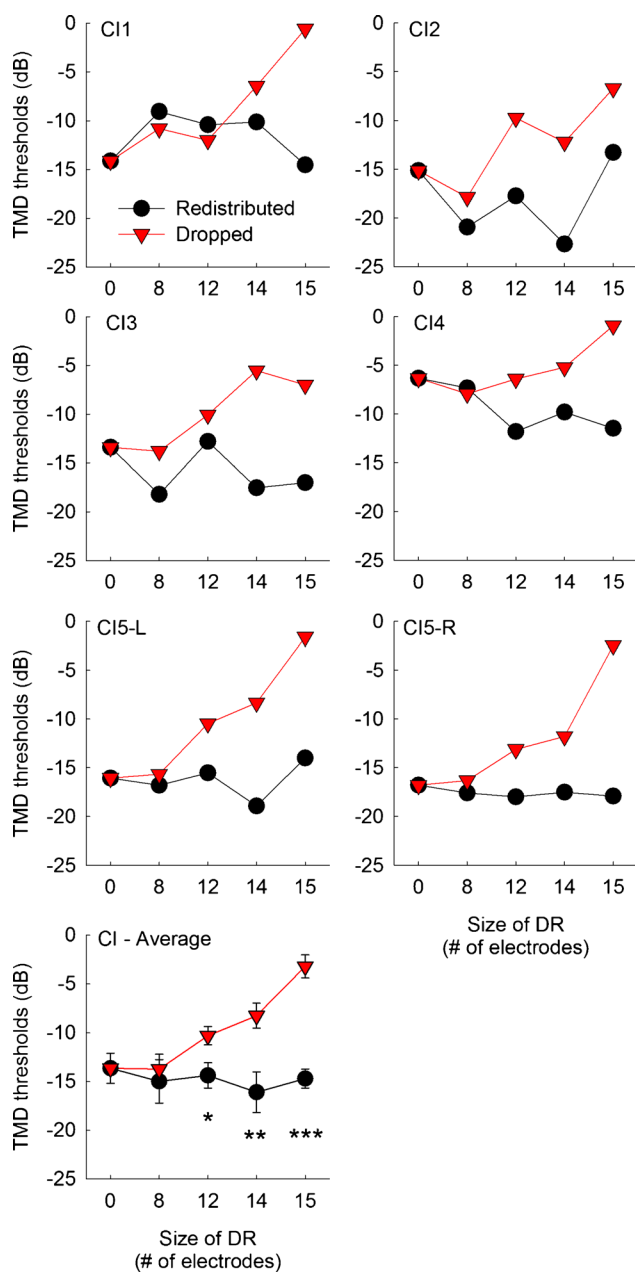 CI1
CI2
TMD thresholds (dB)
-0
-5
-10
-15
-20
-25
Redistributed
Dropped
0 8 12 14 15
-0
-5
-10
-15
-20
-25
0 8 12 14 15
CI3
CI4
TMD thresholds (dB)
0
-5
-10
-15
-20
-25
0 8 12 14 15
0
-5
-10
-15
-20
-25
0 8 12 14 15
CI5-L
CI5-R
TMD thresholds (dB)
0
-5
-10
-15
-20
-25
0 8 12 14 15
0
-5
-10
-15
-20
-25
0 8 12 14 15
Size of DR
(# of electrodes)
CI - Average
TMD thresholds (dB)
0
-5
-10
-15
-20
-25
* ** ***
0 8 12 14 15
Size of DR
(# of electrodes)